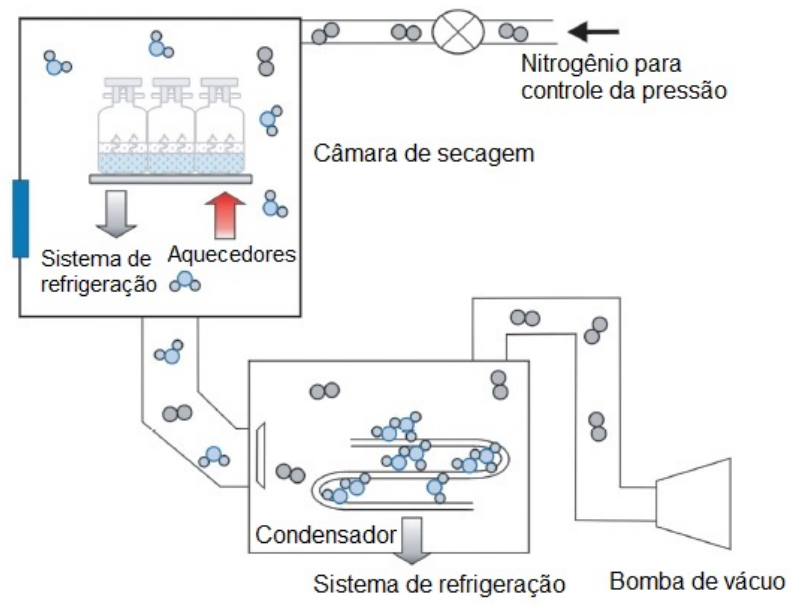 Nitrogênio para
controle da pressão
Câmara de secagem
Sistema de
refrigeração
Aquecedores
Condensador
Sistema de refrigeração
Bomba de vácuo